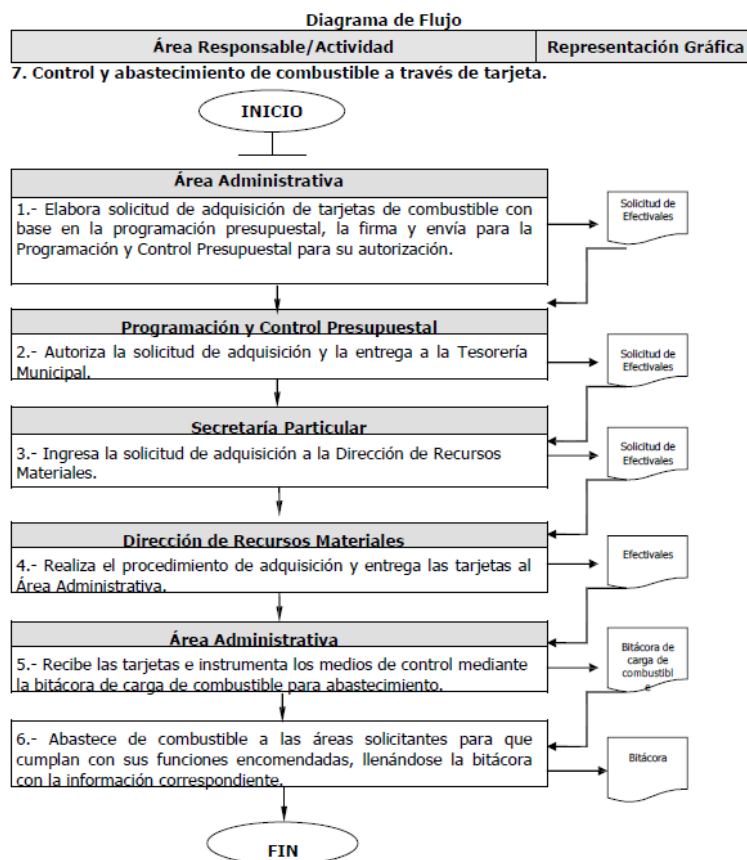 Diagrama de Flujo
Área Responsable/Actividad
Representación Gráfica
7. Control y abastecimiento de combustible a través de tarjeta.
INICIO
Área Administrativa
1.- Elabora solicitud de adquisición de tarjetas de combustible con
base en la programación presupuestal, la firma y envía para la
Programación y Control Presupuestal para su autorización.
Solicitud de
Efectivales
Programación y Control Presupuestal
2.- Autoriza la solicitud de adquisición y la entrega a la Tesorería
Municipal.
Solicitud de
Efectivales
Secretaría Particular
3.- Ingresa la solicitud de adquisición a la Dirección de Recursos
Materiales.
Solicitud de
Efectivales
Dirección de Recursos Materiales
4.- Realiza el procedimiento de adquisición y entrega las tarjetas al
Área Administrativa.
Efectivales
Área Administrativa
5.- Recibe las tarjetas e instrumenta los medios de control mediante
la bitácora de carga de combustible para abastecimiento.
Bitácora de
carga de
combustibl
e
6.- Abastece de combustible a las áreas solicitantes para que
cumplan con sus funciones encomendadas, llenándose la bitácora
con la información correspondiente.
Bitácora
FIN